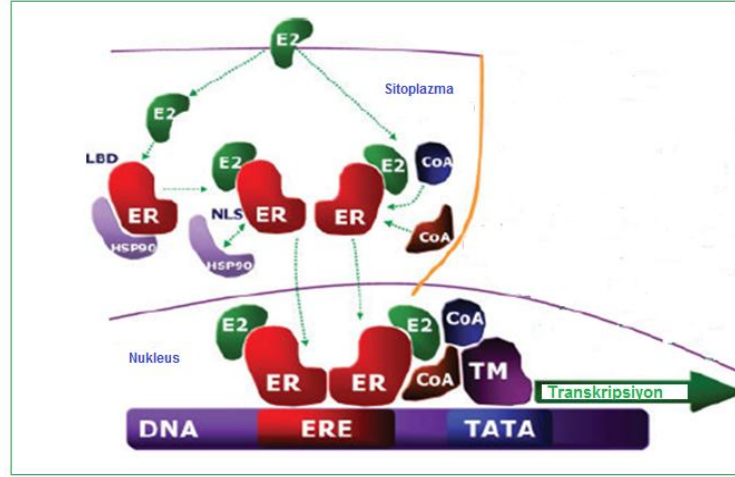 E2
Sitoplazma
E2
LBD
E2
E2
CoA
ER
NLS
ER
ER
CoA
HSP90
HSP90
E2
E2
CoA
Nukleus
ER
ER
CoA
TM
Transkripsiyon
DNA
ERE
TATA